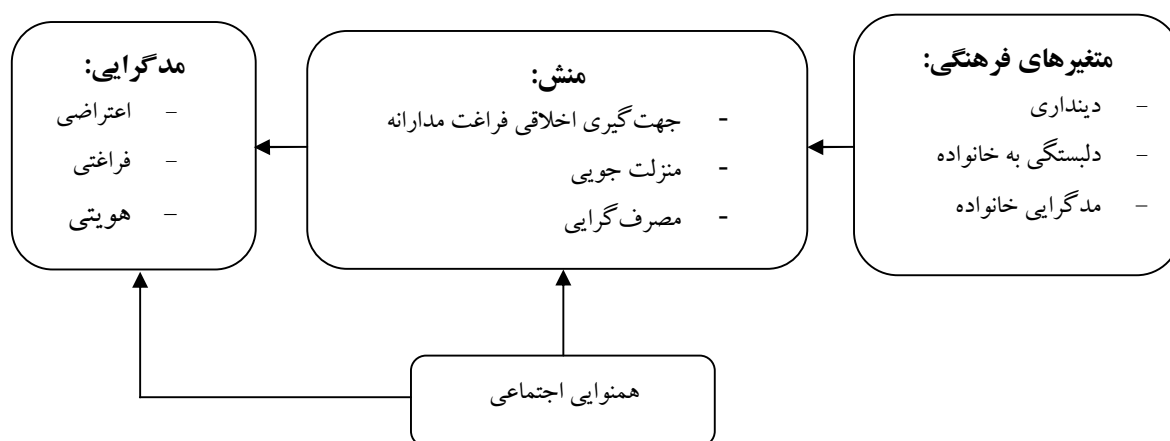 متغیرهای فرهنگی:
- دینداری
- دلبستگی به خانواده
- مدگرایی خانواده
منش:
- جهت‌گیری اخلاقی فراغت مدارانه
- منزلت جویی
- مصرف‌گرایی
مدگرایی:
- اعتراضی
- فراغتی
- هویتی
همنوایی اجتماعی